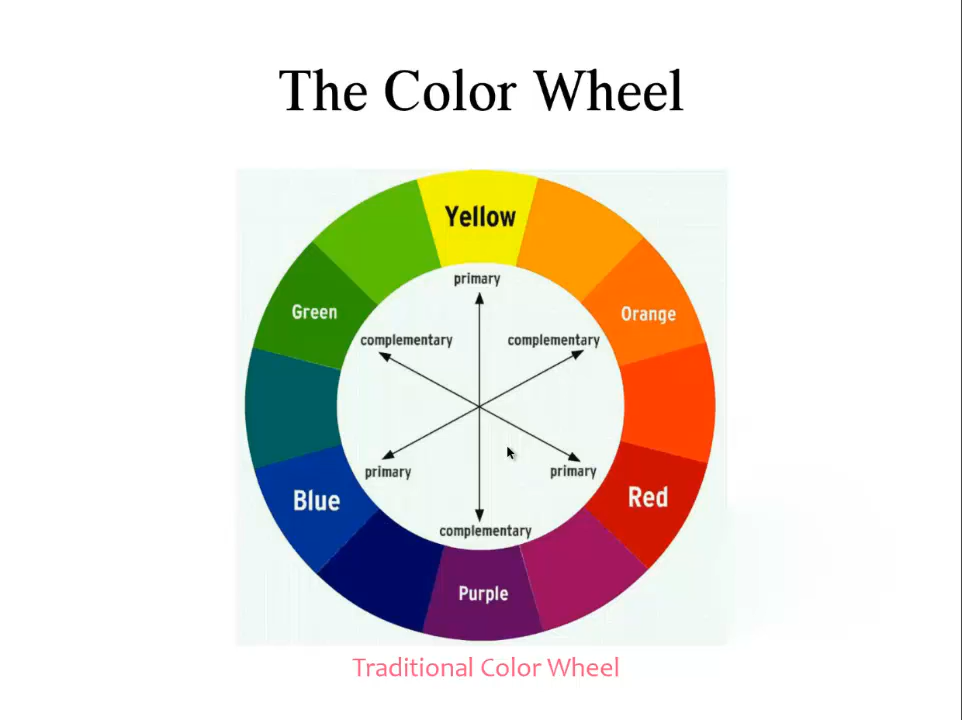 The Color Wheel
Yellow
primary
Green
Orange
complementary
complementary
primary
primary
Blue
Red
complementary
Purple
Traditional Color Wheel